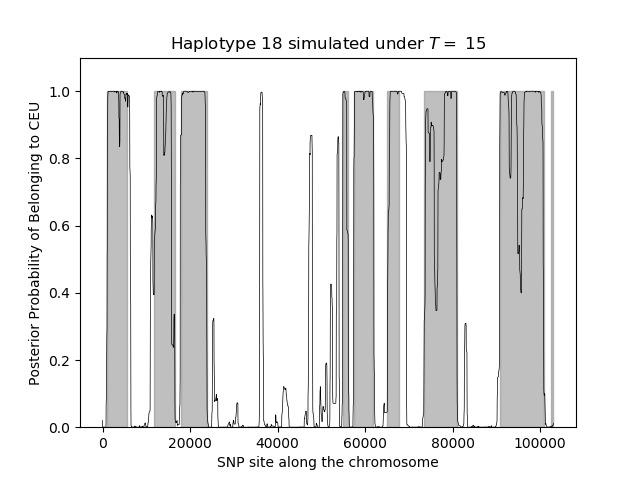 Haplotype 18 simulated under T = 15
Posterior Probability of Belonging to CEU
1.0
0.8
0.6
0.4
0.2
0.0
0 20000 40000 60000 80000 100000
SNP site along the chromosome